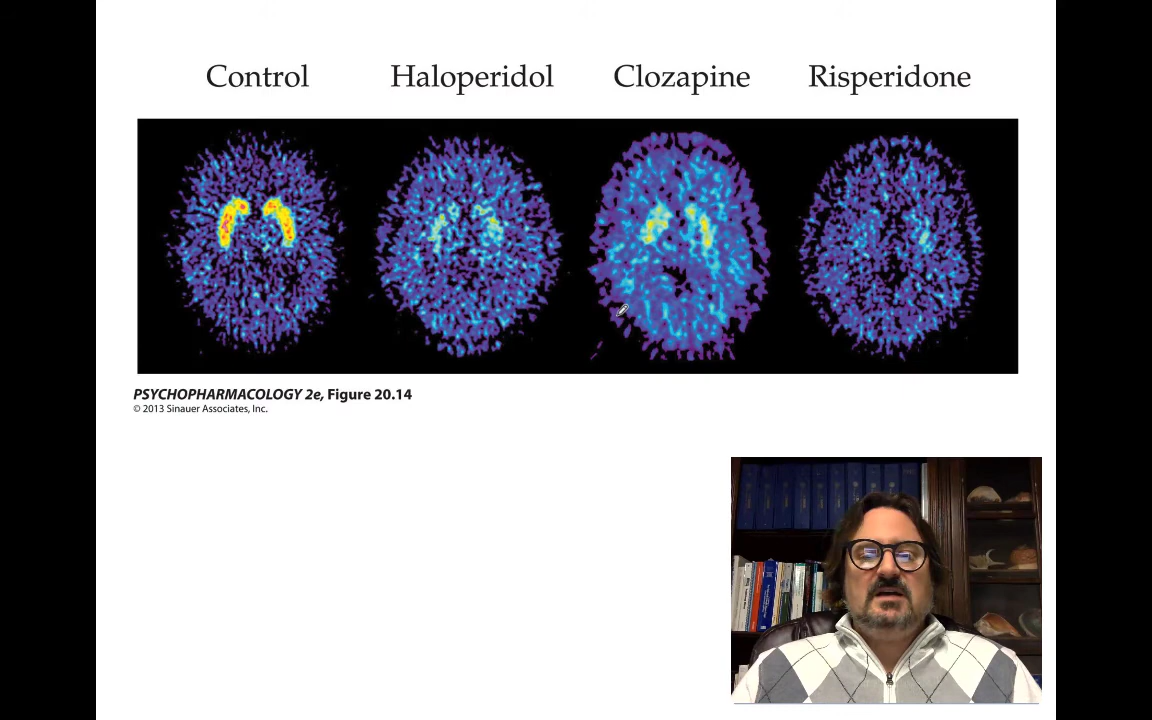 Control Haloperidol Clozapine Risperidone
PSYCHOPHARMACOLOGY 2e, Figure 20.14
© 2013 Sinauer Associates, Inc.